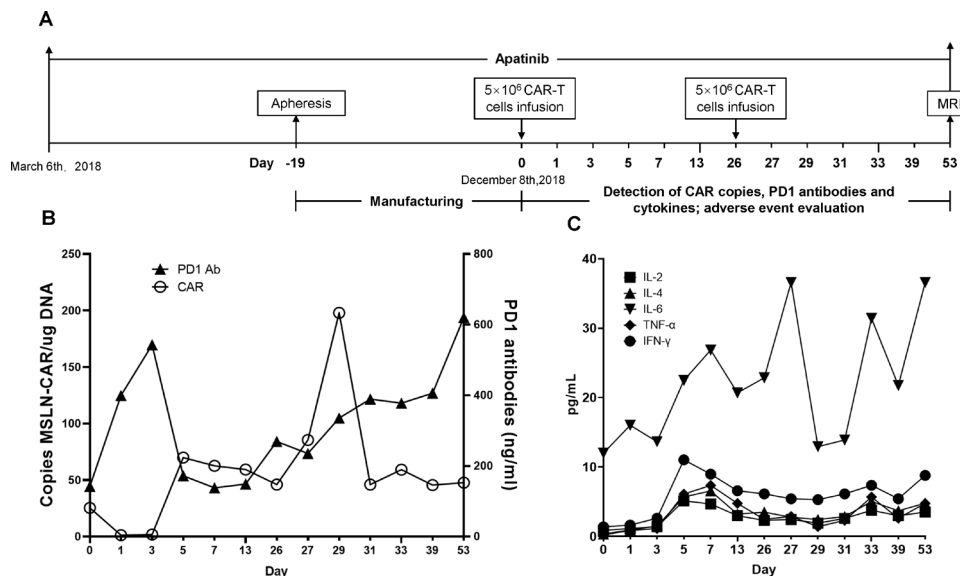 A
Apatinib
Apheresis
5×10⁶ CAR-T
cells infusion
5×10⁶ CAR-T
cells infusion
MRI
Day -19 0 1 3 5 7 13 26 27 29 31 33 39 53
March 6th, 2018
December 8th,2018
Manufacturing
Detection of CAR copies, PD1 antibodies and
cytokines; adverse event evaluation
B
Copies MSLN-CAR/ug DNA
250
200
150
100
50
0
PD1 Ab
CAR
800
600
400
200
0
PD1 antibodies (ng/ml)
0 1 3 5 7 13 26 27 29 31 33 39 53
Day
C
pg/mL
40
30
20
10
0
IL-2
IL-4
IL-6
TNF-α
IFN-γ
0 1 3 5 7 13 26 27 29 31 33 39 53
Day